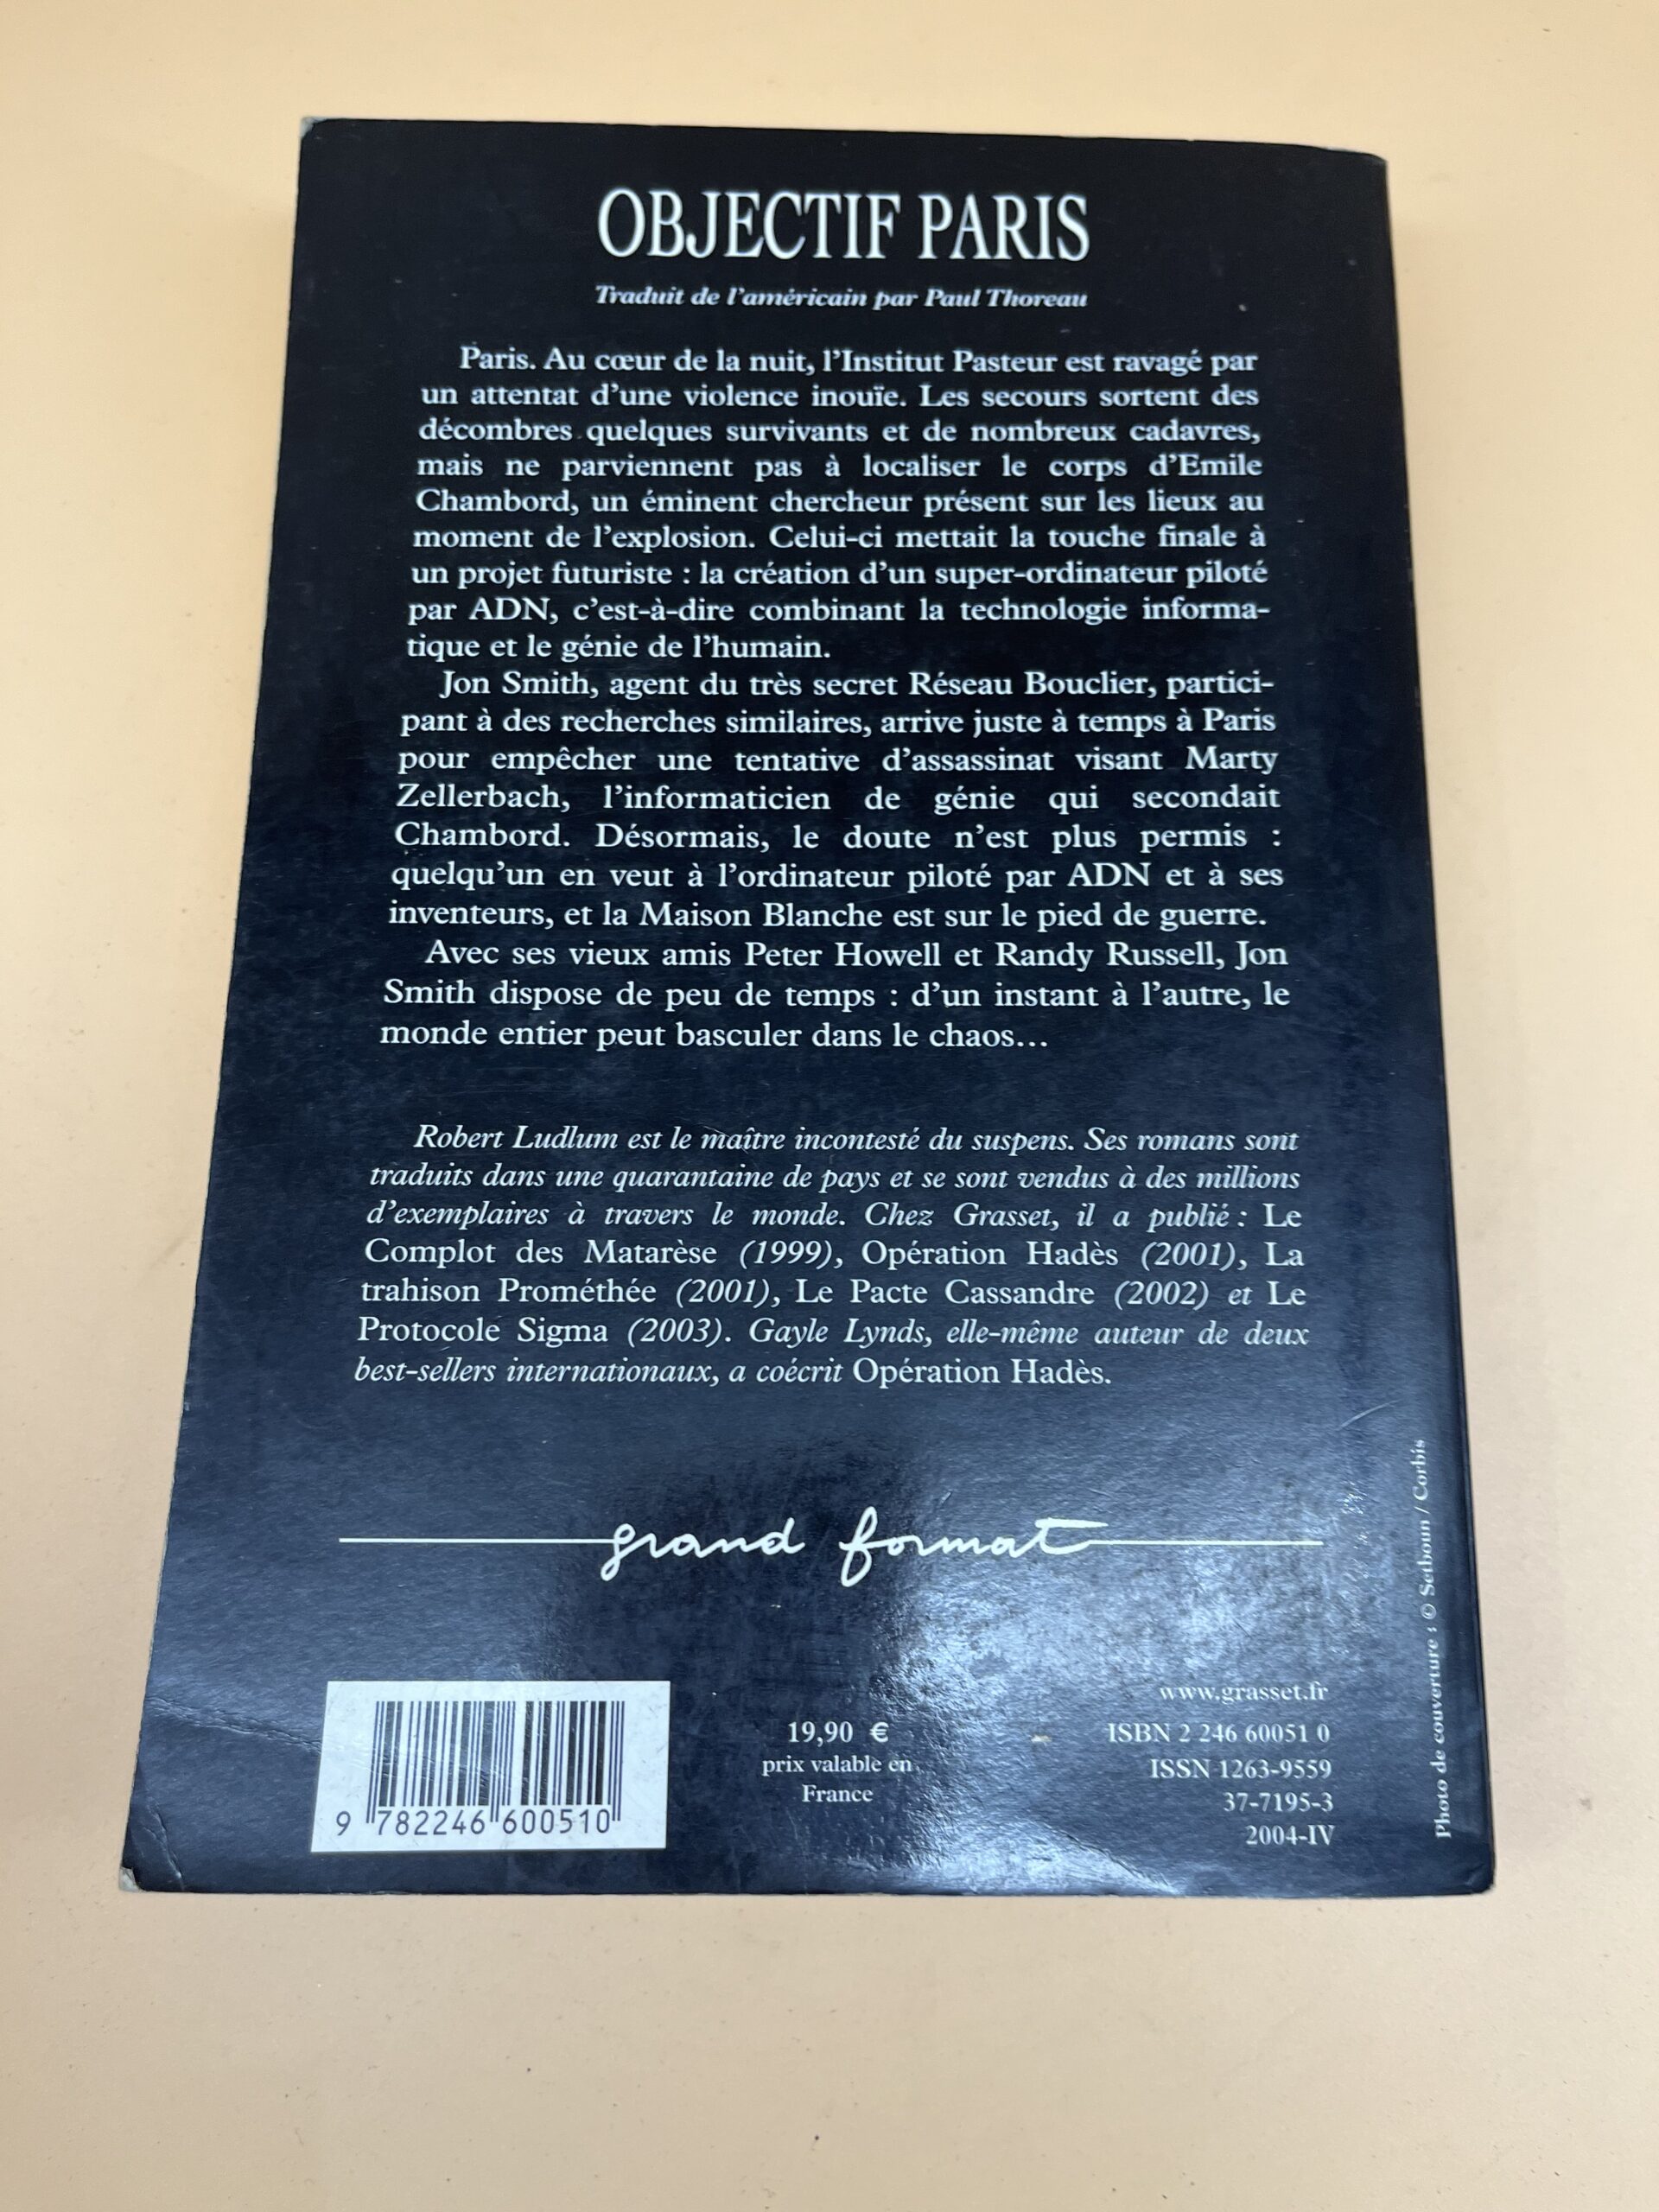 OBJECTIF PARIS
Traduit de l'américain par Paul Thoreau
Paris. Au cœur de la nuit, l'Institut Pasteur est ravagé par
un attentat d'une violence inouïe. Les secours sortent des
décombres quelques survivants et de nombreux cadavres,
mais ne parviennent pas à localiser le corps d'Emile
Chambord, un éminent chercheur présent sur les lieux au
moment de l'explosion. Celui-ci mettait la touche finale à
un projet futuriste : la création d'un super-ordinateur piloté
par ADN, c'est-à-dire combinant la technologie informa-
tique et le génie de l'humain.
Jon Smith, agent du très secret Réseau Bouclier, partici-
pant à des recherches similaires, arrive juste à temps à Paris
pour empêcher une tentative d'assassinat visant Marty
Zellerbach, l'informaticien de génie qui secondait
Chambord. Désormais, le doute n'est plus permis :
quelqu'un en veut à l'ordinateur piloté par ADN et à ses
inventeurs, et la Maison Blanche est sur le pied de guerre.
Avec ses vieux amis Peter Howell et Randy Russell, Jon
Smith dispose de peu de temps : d'un instant à l'autre, le
monde entier peut basculer dans le chaos...
Robert Ludlum est le maître incontesté du suspens. Ses romans sont
traduits dans une quarantaine de pays et se sont vendus à des millions
d'exemplaires à travers le monde. Chez Grasset, il a publié : Le
Complot des Matarèse (1999), Opération Hadès (2001), La
trahison Prométhée (2001), Le Pacte Cassandre (2002) et Le
Protocole Sigma (2003). Gayle Lynds, elle-même auteur de deux
best-sellers internationaux, a coécrit Opération Hadès.
grand format
9 782246 600510
19,90 €
prix valable en
France
www.grasset.fr
ISBN 2 246 60051 0
ISSN 1263-9559
37-7195-3
2004-IV
Photo de couverture : © Setboun / Corbis